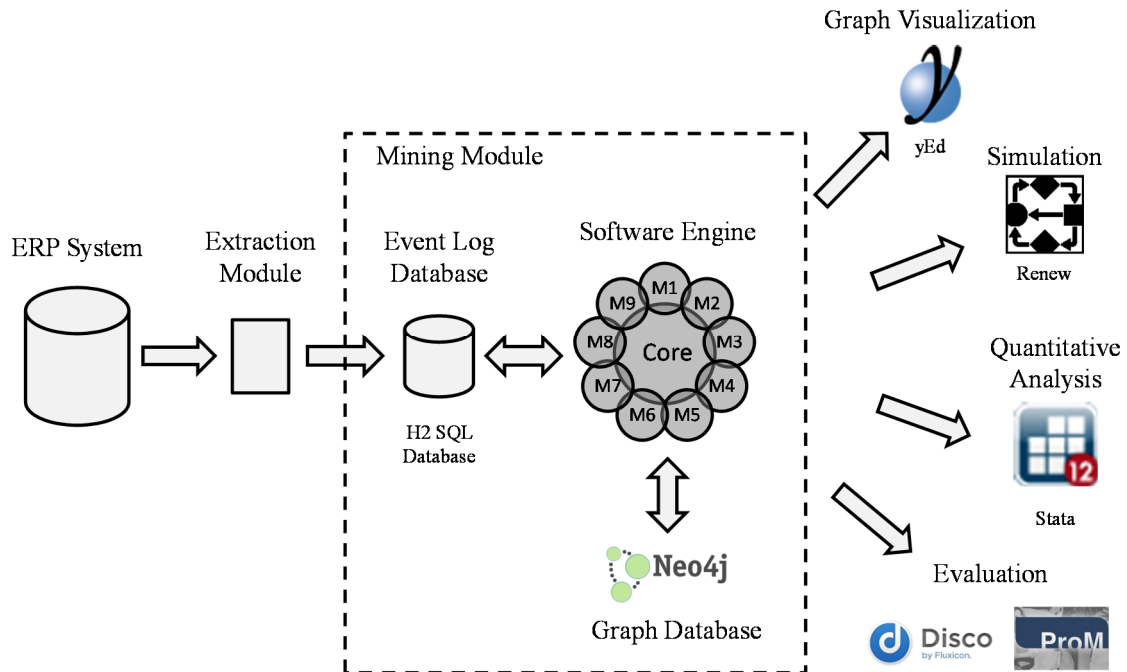 Graph Visualization
yEd
Mining Module
Simulation
Renew
ERP System
Extraction
Module
Event Log
Database
Software Engine
M1
M2
M3
M4
M5
M6
M7
M8
M9
Core
H2 SQL
Database
Quantitative
Analysis
12
Stata
Neo4j
Graph Database
Evaluation
Disco
by Fluxicon.
ProM